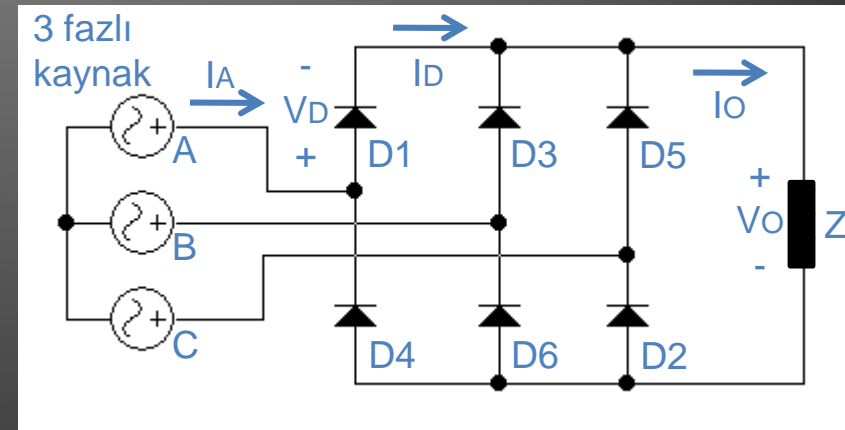 3 fazlı
kaynak
IA
-
VD
+
ID
IO
A
D1
D3
D5
+
VO
-
Z
B
C
D4
D6
D2